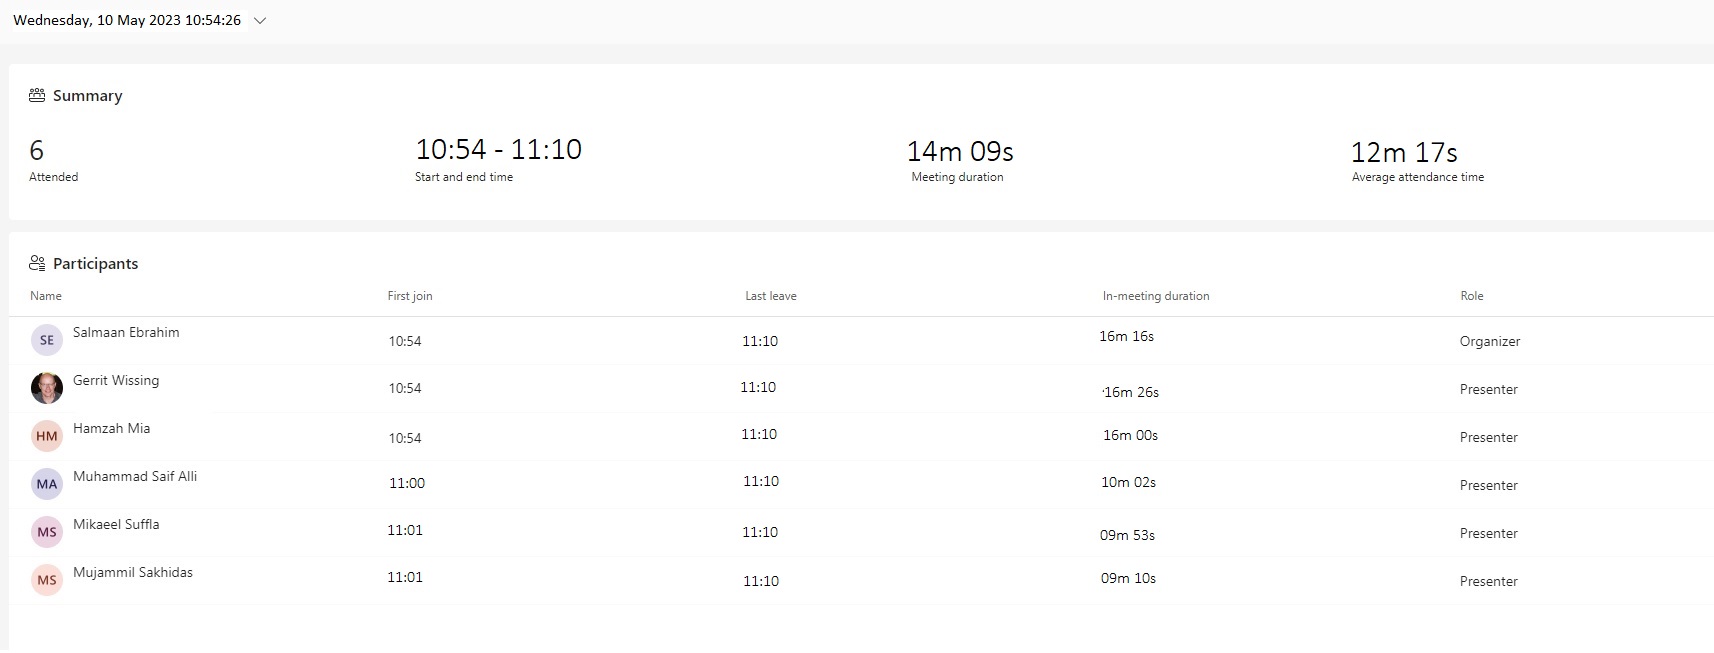 Wednesday, 10 May 2023 10:54:26
Summary
6 10:54 - 11:10 14m 09s 12m 17s
Attended Start and end time Meeting duration Average attendance time
Participants
Name First join Last leave In-meeting duration Role
SE Salmaan Ebrahim 10:54 11:10 16m 16s Organizer
Gerrit Wissing 10:54 11:10 16m 26s Presenter
HM Hamzah Mia 10:54 11:10 16m 00s Presenter
MA Muhammad Saif Alli 11:00 11:10 10m 02s Presenter
MS Mikaeel Suffla 11:01 11:10 09m 53s Presenter
MS Mujammil Sakhidas 11:01 11:10 09m 10s Presenter